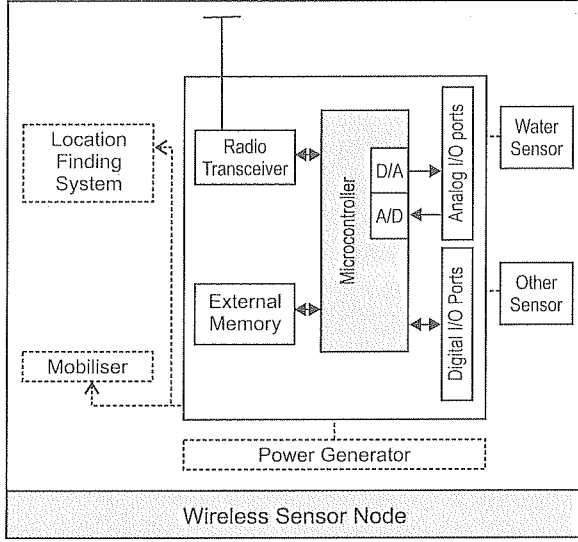 Location
Finding
System
Radio
Transceiver
Microcontroller
D/A
A/D
Analog I/O ports
Water
Sensor
External
Memory
Digital I/O Ports
Other
Sensor
Mobiliser
Power Generator
Wireless Sensor Node